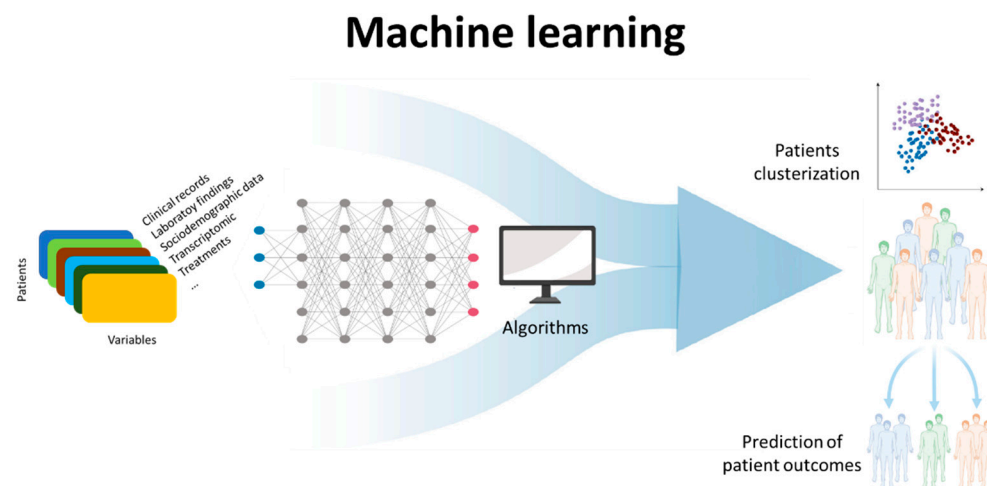 Machine learning
Patients
Clinical records
Laboratoy findings
Sociodemographic data
Transcriptomic
Treatments
...
Variables
Algorithms
Patients
clusterization
Prediction of
patient outcomes